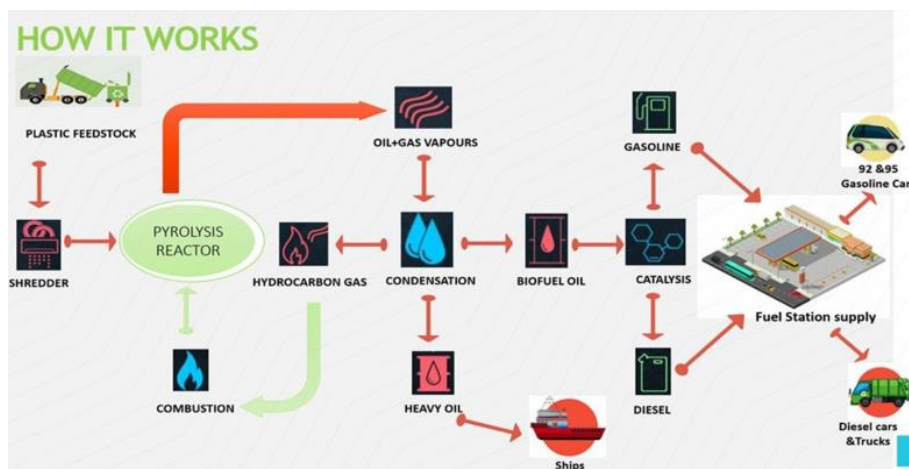 HOW IT WORKS
PLASTIC FEEDSTOCK
OIL+GAS VAPOURS
GASOLINE
92 &95
Gasoline Car
PYROLYSIS
REACTOR
SHREDDER
HYDROCARBON GAS
CONDENSATION
BIOFUEL OIL
CATALYSIS
Fuel Station supply
COMBUSTION
HEAVY OIL
DIESEL
Diesel cars
&Trucks
Ships